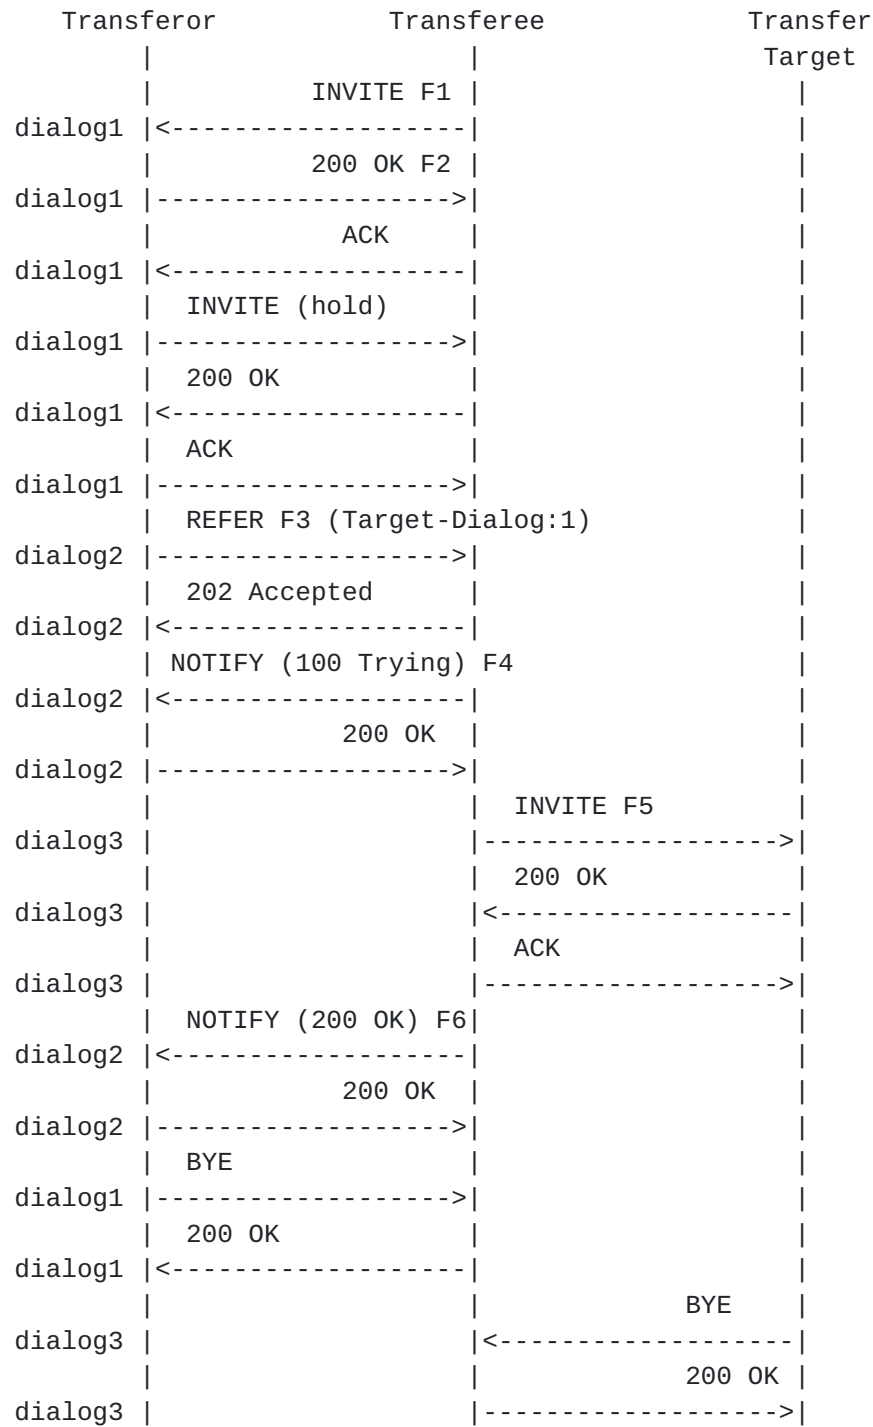 Transferor           Transferee             Transfer
         |                    |                  Target
         |          INVITE F1 |                    |
dialog1 |<-------------------|                    |
         |          200 OK F2 |                    |
dialog1 |------------------->|                    |
         |            ACK     |                    |
dialog1 |<-------------------|                    |
         |  INVITE (hold)     |                    |
dialog1 |------------------->|                    |
         |  200 OK            |                    |
dialog1 |<-------------------|                    |
         |  ACK               |                    |
dialog1 |------------------->|                    |
         |  REFER F3 (Target-Dialog:1)             |
dialog2 |------------------->|                    |
         |  202 Accepted      |                    |
dialog2 |<-------------------|                    |
         | NOTIFY (100 Trying) F4                  |
dialog2 |<-------------------|                    |
         |            200 OK  |                    |
dialog2 |------------------->|                    |
         |                    |  INVITE F5         |
dialog3 |                    |------------------->|
         |                    |  200 OK            |
dialog3 |                    |<-------------------|
         |                    |  ACK               |
dialog3 |                    |------------------->|
         |  NOTIFY (200 OK) F6|                    |
dialog2 |<-------------------|                    |
         |            200 OK  |                    |
dialog2 |------------------->|                    |
         |  BYE               |                    |
dialog1 |------------------->|                    |
         |  200 OK            |                    |
dialog1 |<-------------------|                    |
         |                    |             BYE    |
dialog3 |                    |<-------------------|
         |                    |             200 OK |
dialog3 |                    |------------------->|